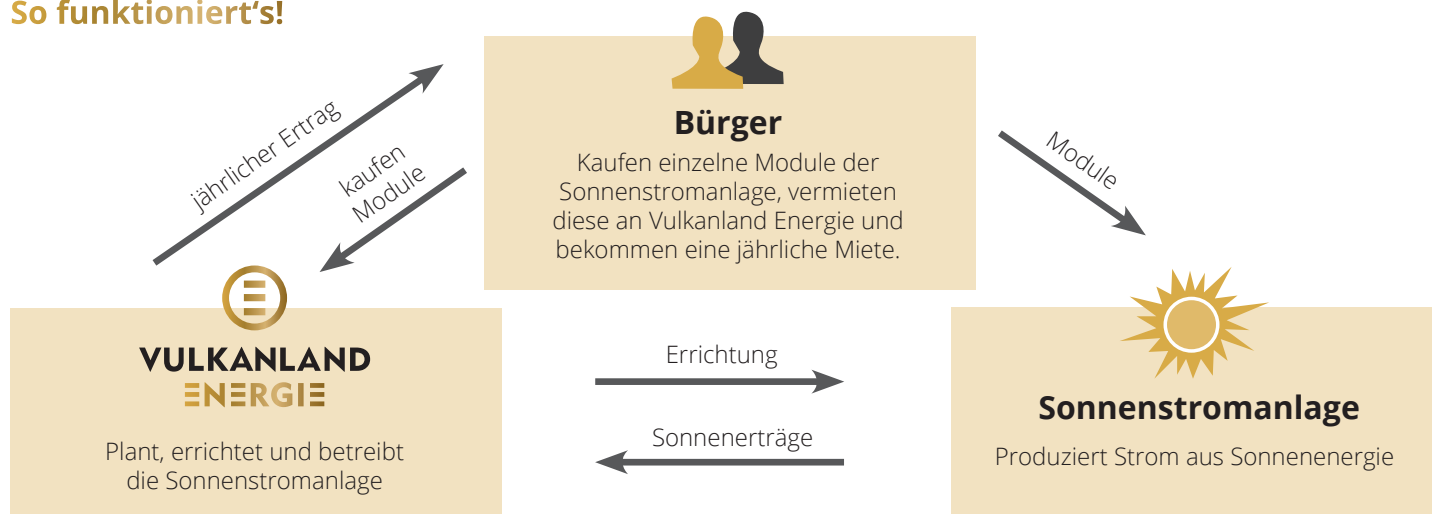 So funktioniert‘s!
jährlicher Ertrag
kaufen
Module
Bürger
Kaufen einzelne Module der
Sonnenstromanlage, vermieten
diese an Vulkanland Energie und
bekommen eine jährliche Miete.
Module
VULKANLAND
ENERGIE
Plant, errichtet und betreibt
die Sonnenstromanlage
Errichtung
Sonnenerträge
Sonnenstromanlage
Produziert Strom aus Sonnenenergie